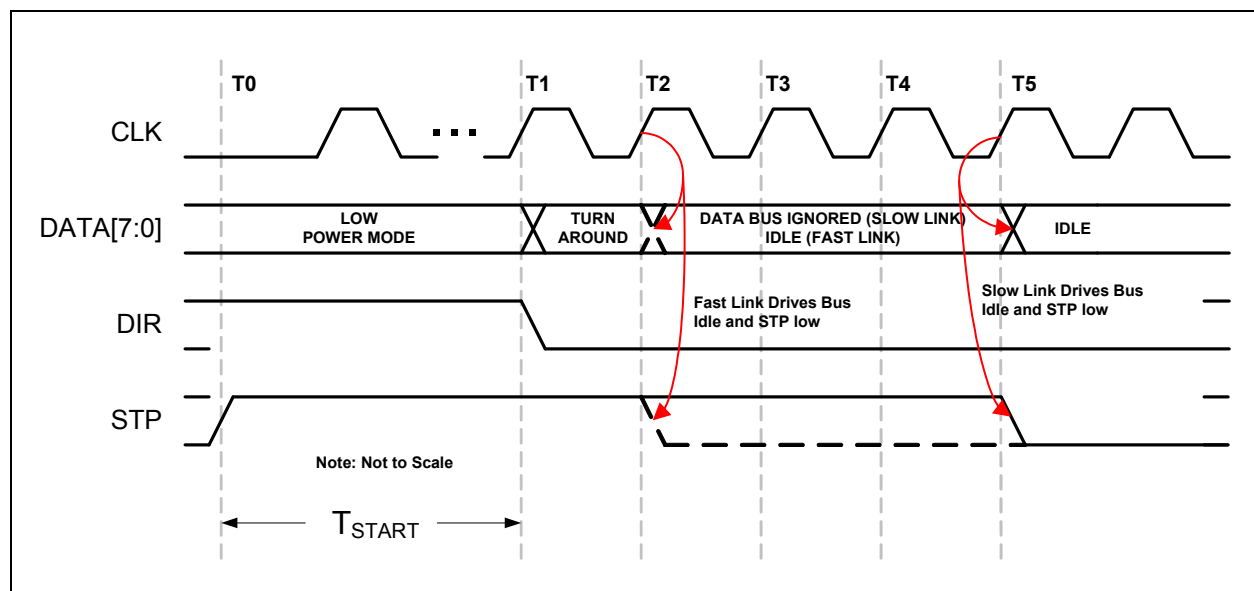 T0
T1
T2
T3
T4
T5
CLK
...
DATA[7:0]
LOW
POWER MODE
TURN
AROUND
DATA BUS IGNORED (SLOW LINK)
IDLE (FAST LINK)
IDLE
DIR
Fast Link Drives Bus
Idle and STP low
Slow Link Drives Bus
Idle and STP low
STP
Note: Not to Scale
TSTART